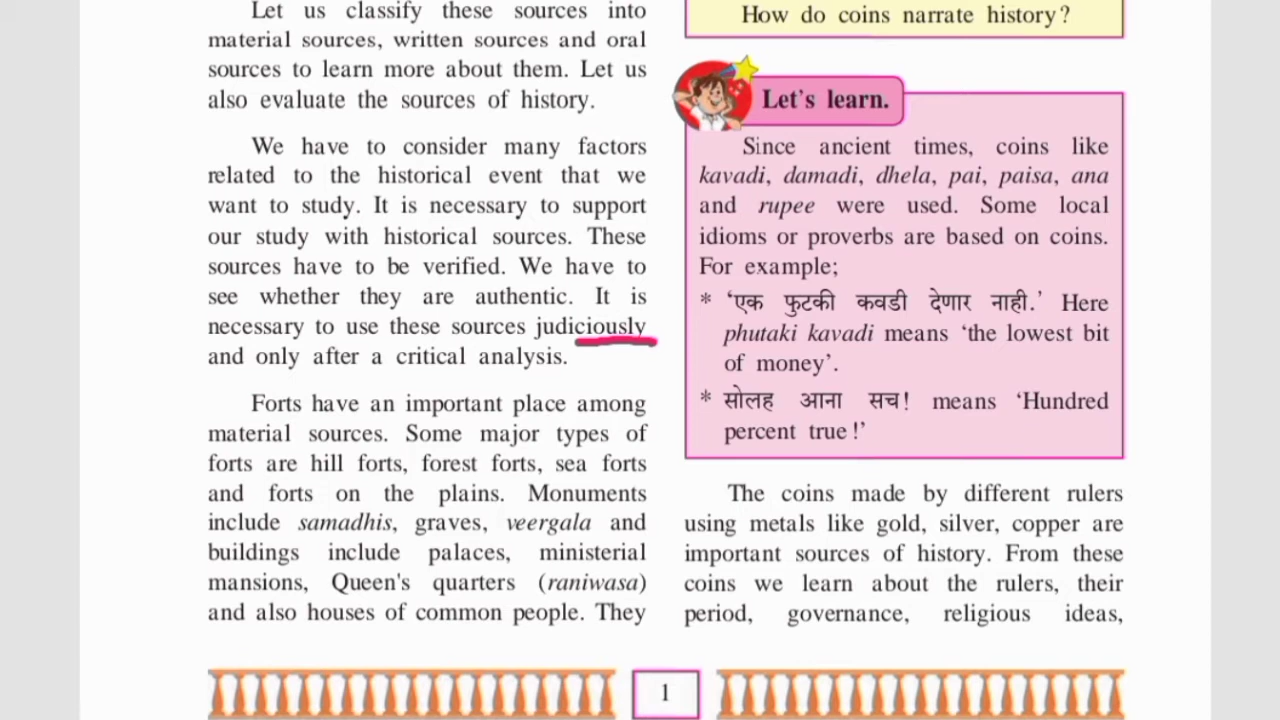 Let us classify these sources into
material sources, written sources and oral
sources to learn more about them. Let us
also evaluate the sources of history.
We have to consider many factors
related to the historical event that we
want to study. It is necessary to support
our study with historical sources. These
sources have to be verified. We have to
see whether they are authentic. It is
necessary to use these sources judiciously
and only after a critical analysis.
Forts have an important place among
material sources. Some major types of
forts are hill forts, forest forts, sea forts
and forts on the plains. Monuments
include samadhis, graves, veergala and
buildings include palaces, ministerial
mansions, Queen's quarters (raniwasa)
and also houses of common people. They
How do coins narrate history?
Let's learn.
Since ancient times, coins like
kavadi, damadi, dhela, pai, paisa, ana
and rupee were used. Some local
idioms or proverbs are based on coins.
For example;
* ‘एक फुटकी कवडी देणार नाही.’ Here
phutaki kavadi means ‘the lowest bit
of money’.
* सोलह आना सच! means ‘Hundred
percent true!’
The coins made by different rulers
using metals like gold, silver, copper are
important sources of history. From these
coins we learn about the rulers, their
period, governance, religious ideas,
1